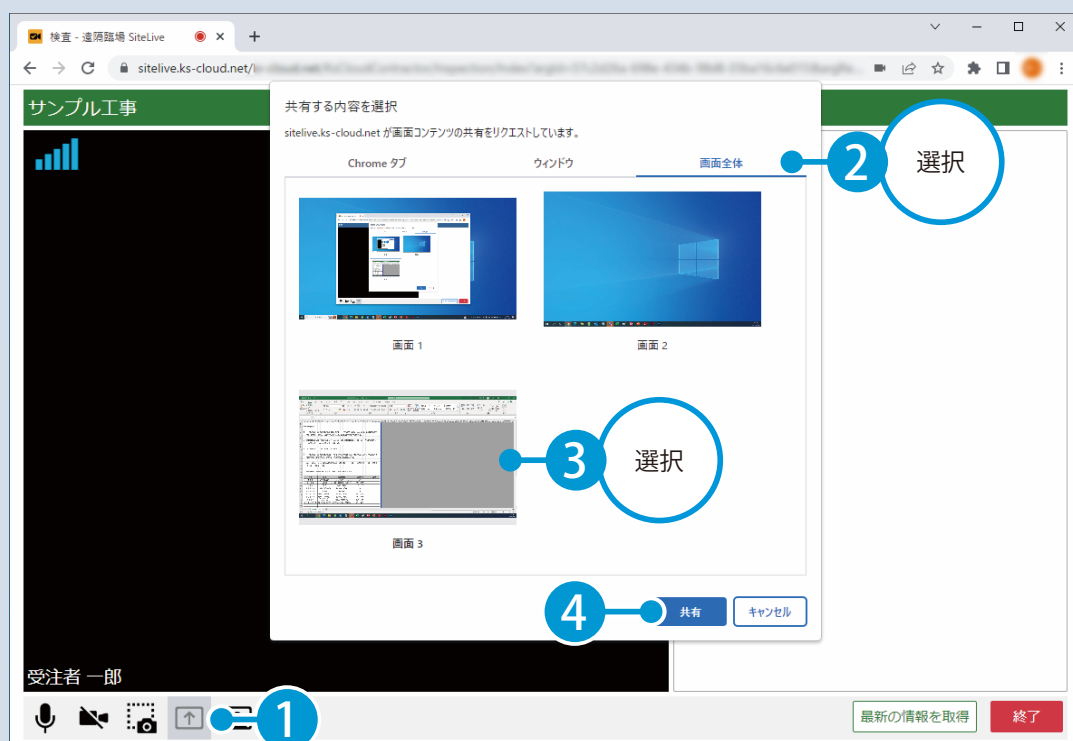 検査 - 遠隔臨場 SiteLive
sitelive.ks-cloud.net/
サンプル工事
共有する内容を選択
sitelive.ks-cloud.net が画面コンテンツの共有をリクエストしています。
Chrome タブ
ウィンドウ
画面全体
2
選択
画面 1
画面 2
3
選択
画面 3
4
共有
キャンセル
受注者 一郎
1
最新の情報を取得
終了